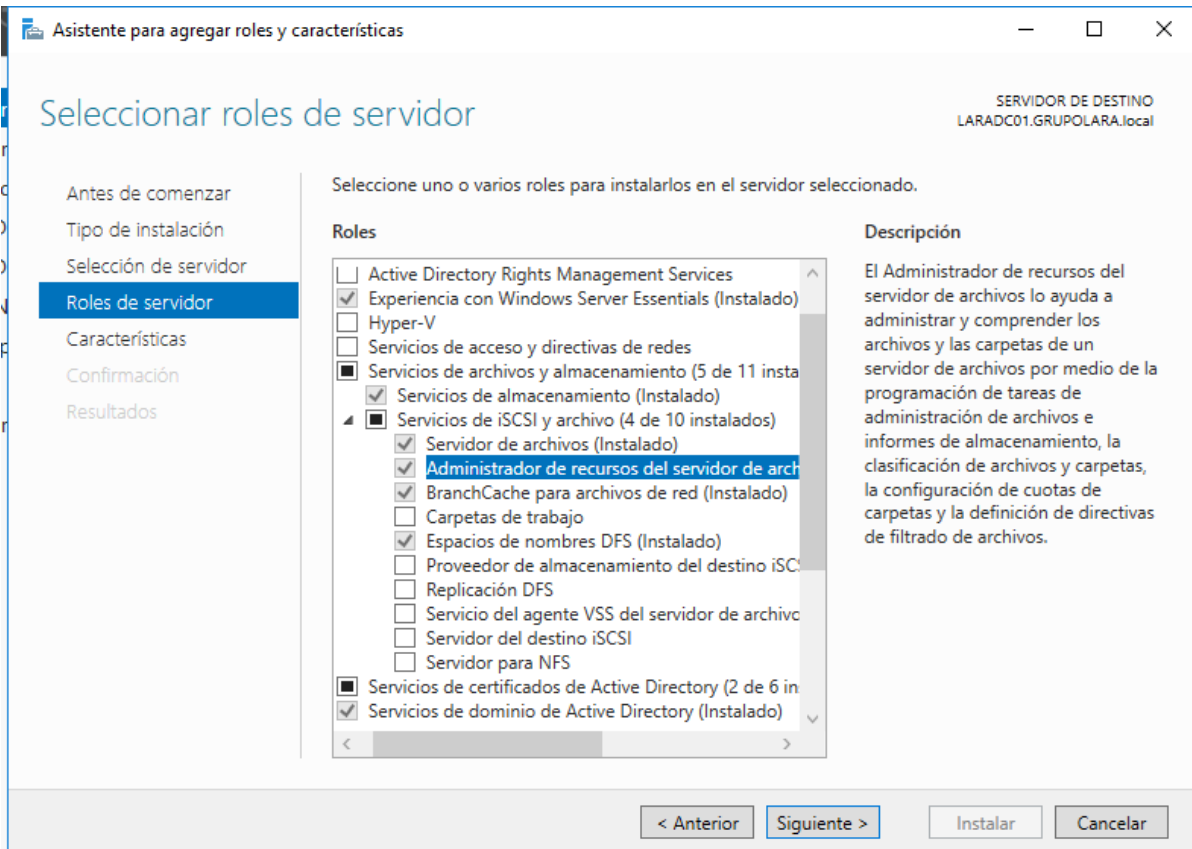 Asistente para agregar roles y características
Seleccionar roles de servidor
SERVIDOR DE DESTINO
LARADC01.GRUPOLARA.local
Antes de comenzar
Tipo de instalación
Selección de servidor
Roles de servidor
Características
Confirmación
Resultados
Seleccione uno o varios roles para instalarlos en el servidor seleccionado.
Roles
Active Directory Rights Management Services
Experiencia con Windows Server Essentials (Instalado)
Hyper-V
Servicios de acceso y directivas de redes
Servicios de archivos y almacenamiento (5 de 11 insta
Servicios de almacenamiento (Instalado)
Servicios de iSCSI y archivo (4 de 10 instalados)
Servidor de archivos (Instalado)
Administrador de recursos del servidor de arch
BranchCache para archivos de red (Instalado)
Carpetas de trabajo
Espacios de nombres DFS (Instalado)
Proveedor de almacenamiento del destino iSCS
Replicación DFS
Servicio del agente VSS del servidor de archivo
Servidor del destino iSCSI
Servidor para NFS
Servicios de certificados de Active Directory (2 de 6 in
Servicios de dominio de Active Directory (Instalado)
Descripción
El Administrador de recursos del
servidor de archivos lo ayuda a
administrar y comprender los
archivos y las carpetas de un
servidor de archivos por medio de la
programación de tareas de
administración de archivos e
informes de almacenamiento, la
clasificación de archivos y carpetas,
la configuración de cuotas de
carpetas y la definición de directivas
de filtrado de archivos.
< Anterior
Siguiente >
Instalar
Cancelar